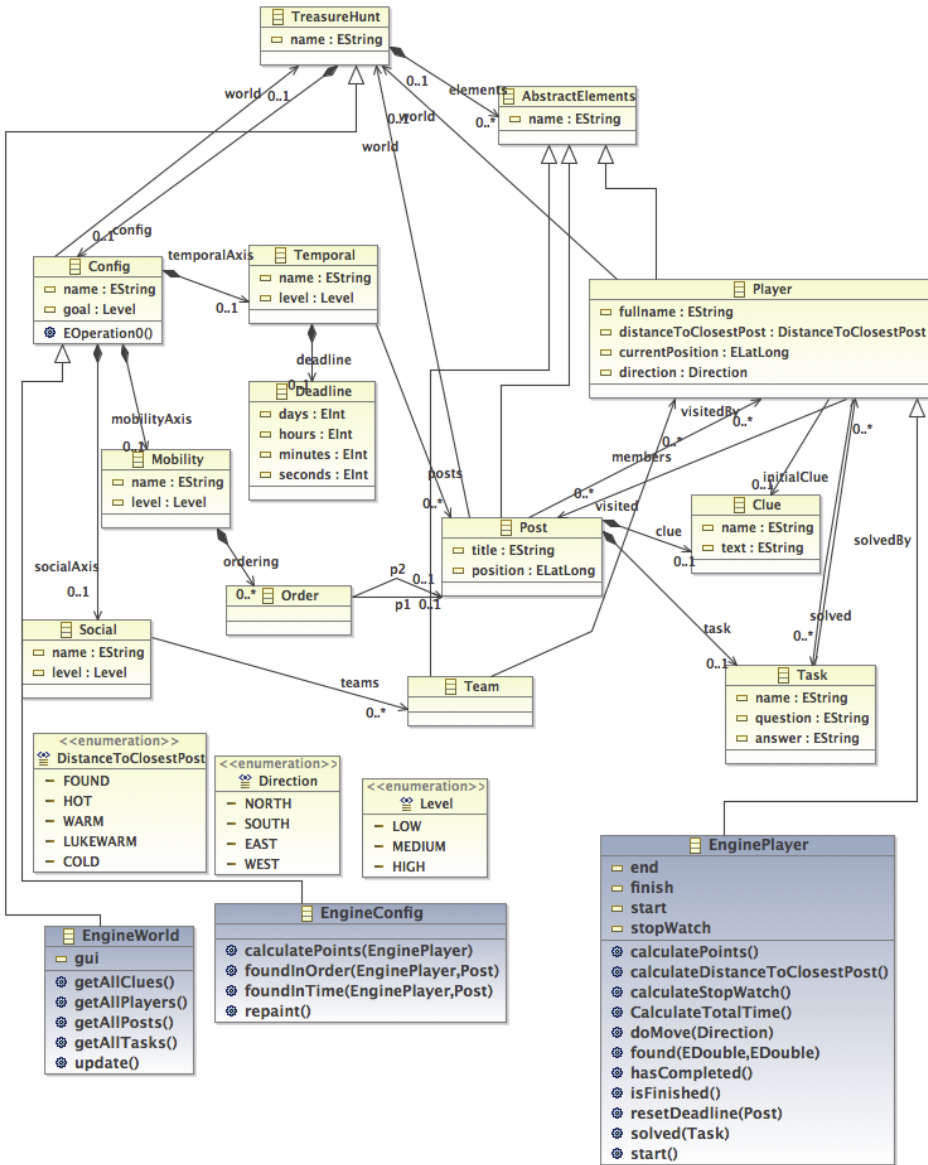 TreasureHunt
name : EString
world
0..1
0..1
elements
0..*
AbstractElements
name : EString
0..1
world
world
0..1
config
temporalAxis
0..1
Config
name : EString
goal : Level
EOperation0()
Temporal
name : EString
level : Level
Player
fullname : EString
distanceToClosestPost : DistanceToClosestPost
currentPosition : ELatLong
direction : Direction
deadline
0..1
Deadline
days : EInt
hours : EInt
minutes : EInt
seconds : EInt
mobilityAxis
0..1
Mobility
name : EString
level : Level
visitedBy
0..*
0..*
members
0..*
0..*
posts
0..*
visited
initialClue
0..1
Clue
name : EString
text : EString
clue
0..1
solvedBy
Post
title : EString
position : ELatLong
socialAxis
0..1
ordering
0..*
Order
p2
0..1
p1
0..1
Social
name : EString
level : Level
solved
0..*
task
0..1
Task
name : EString
question : EString
answer : EString
teams
0..*
Team
<<enumeration>>
DistanceToClosestPost
FOUND
HOT
WARM
LUKEWARM
COLD
<<enumeration>>
Direction
NORTH
SOUTH
EAST
WEST
<<enumeration>>
Level
LOW
MEDIUM
HIGH
EngineWorld
gui
getAllClues()
getAllPlayers()
getAllPosts()
getAllTasks()
update()
EngineConfig
calculatePoints(EnginePlayer)
foundInOrder(EnginePlayer,Post)
foundInTime(EnginePlayer,Post)
repaint()
EnginePlayer
end
finish
start
stopWatch
calculatePoints()
calculateDistanceToClosestPost()
calculateStopWatch()
CalculateTotalTime()
doMove(Direction)
found(EDouble,EDouble)
hasCompleted()
isFinished()
resetDeadline(Post)
solved(Task)
start()